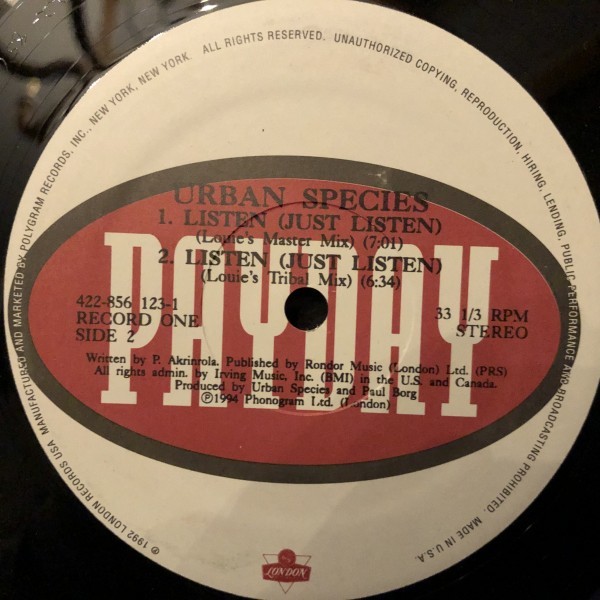 ℗ 1992 LONDON RECORDS USA MANUFACTURED AND MARKETED BY POLYGRAM RECORDS, INC., NEW YORK, NEW YORK. ALL RIGHTS RESERVED. UNAUTHORIZED COPYING, REPRODUCTION, HIRING, LENDING, PUBLIC PERFORMANCE AND BROADCASTING PROHIBITED. MADE IN U.S.A.
URBAN SPECIES
1. LISTEN (JUST LISTEN)
(Louie's Master Mix) (7:01)
2. LISTEN (JUST LISTEN)
(Louie's Tribal Mix) (6:34)
PAYDAY
422-856 123-1
RECORD ONE
SIDE 2
33 1/3 RPM
STEREO
Written by P. Akrinrola. Published by Rondor Music (London) Ltd. (PRS)
All rights admin. by Irving Music, Inc. (BMI) in the U.S. and Canada.
Produced by Urban Species and Paul Borg
℗1994 Phonogram Ltd. (London)
LONDON